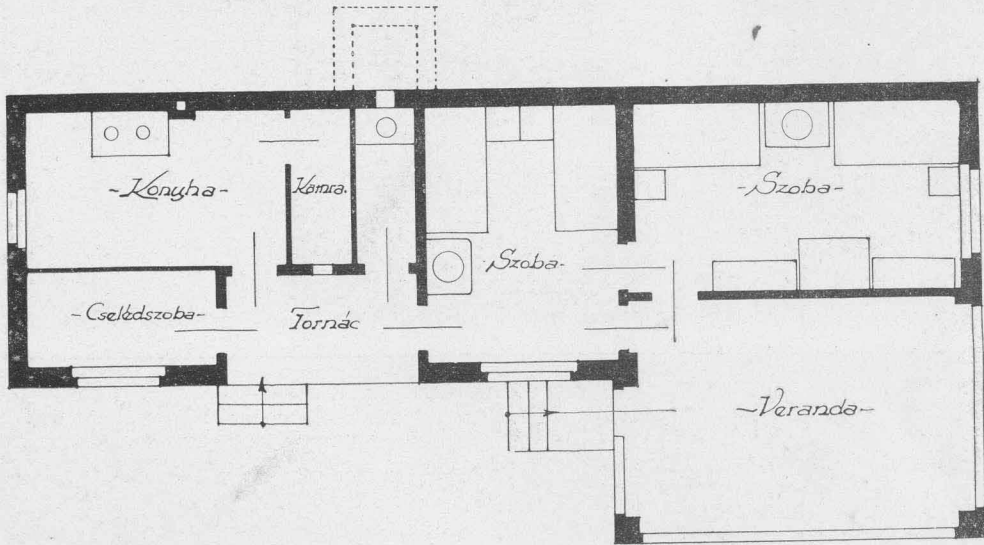 -Konyha-
Kamra.
-Szoba-
-Szoba-
-Cselédszoba-
Tornác
-Veranda-